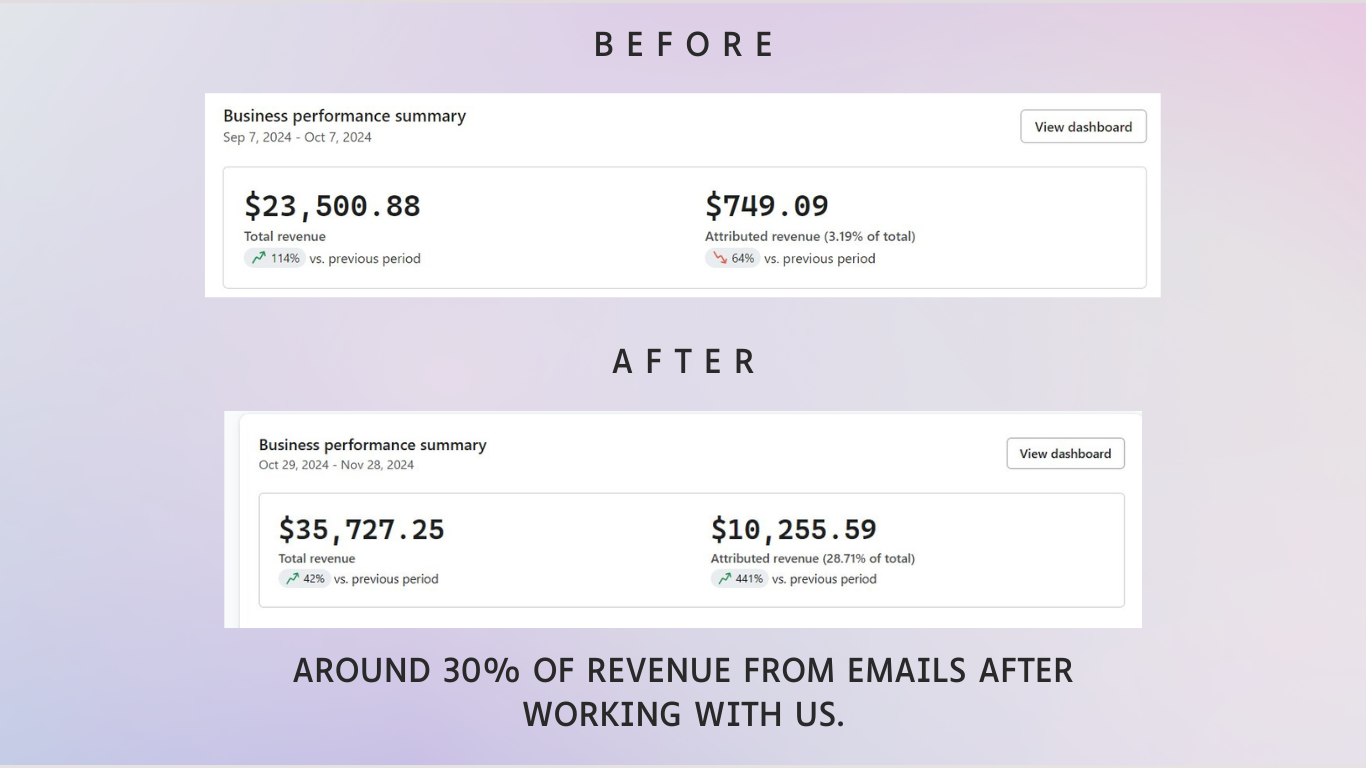 BEFORE
Business performance summary
Sep 7, 2024 - Oct 7, 2024
View dashboard
$23,500.88
$749.09
Total revenue
Attributed revenue (3.19% of total)
114% vs. previous period
64% vs. previous period
AFTER
Business performance summary
Oct 29, 2024 - Nov 28, 2024
View dashboard
$35,727.25
$10,255.59
Total revenue
Attributed revenue (28.71% of total)
42% vs. previous period
441% vs. previous period
AROUND 30% OF REVENUE FROM EMAILS AFTER
WORKING WITH US.